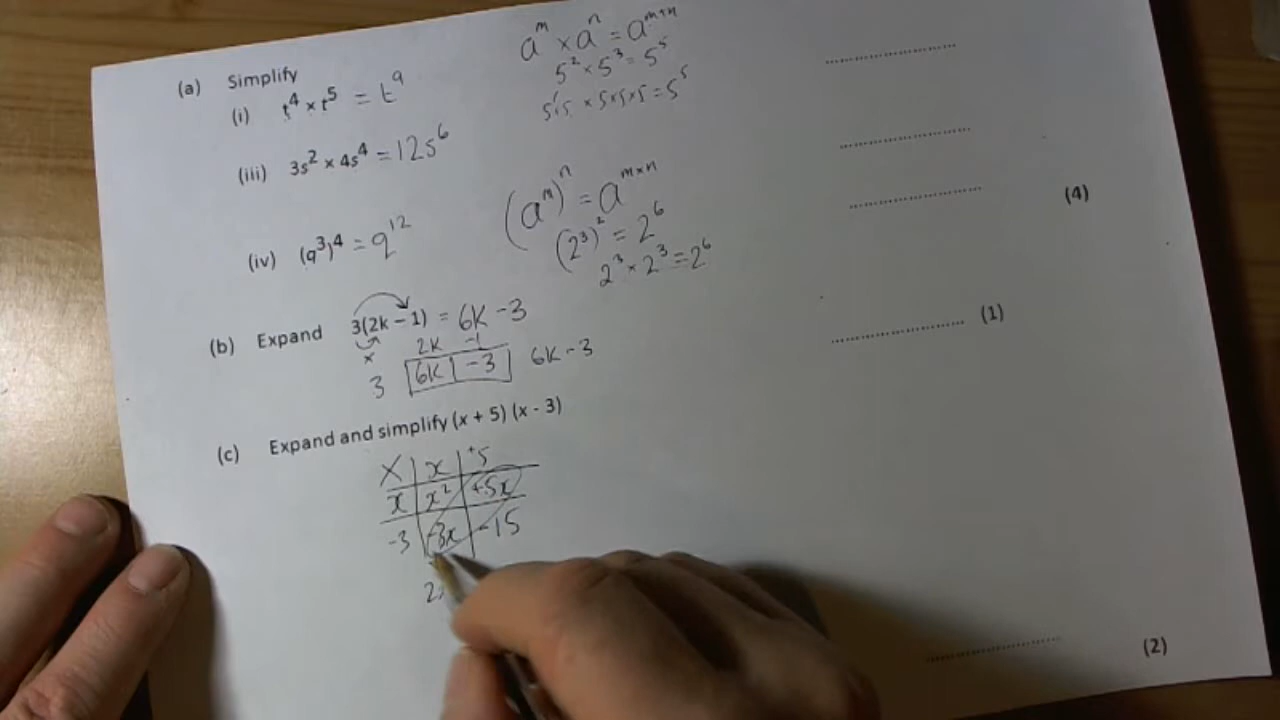 (a) Simplify
(i) t⁴ × t⁵ = t⁹
aᵐ × aⁿ = aᵐ⁺ⁿ
5² × 5³ = 5⁵
5×5 × 5×5×5 = 5⁵
........................
(iii) 3s² × 4s⁴ = 12s⁶
........................
(iv) (q³)⁴ = q¹²
(aᵐ)ⁿ = aᵐˣⁿ
(2³)² = 2⁶
2³ × 2³ = 2⁶
........................
(4)
(b) Expand 3(2k – 1) = 6K – 3
× 2K -1
3 6K -3 6K – 3
........................ (1)
(c) Expand and simplify (x + 5) (x - 3)
X x +5
x x² +5x
-3 -3x -15
2
........................ (2)